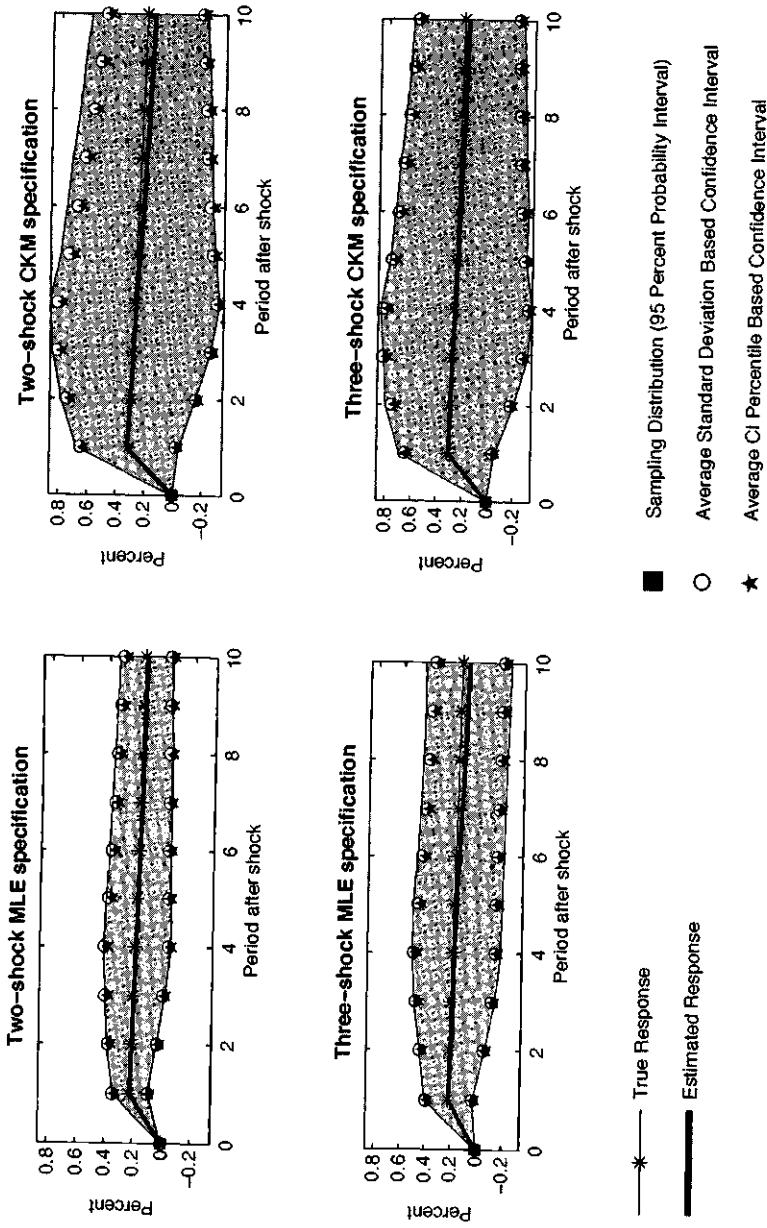 Two−shock MLE specification
Percent
0.8
0.6
0.4
0.2
0
−0.2
0 2 4 6 8 10
Period after shock
Two−shock CKM specification
Percent
0.8
0.6
0.4
0.2
0
−0.2
0 2 4 6 8 10
Period after shock
Three−shock MLE specification
Percent
0.8
0.6
0.4
0.2
0
−0.2
0 2 4 6 8 10
Period after shock
Three−shock CKM specification
Percent
0.8
0.6
0.4
0.2
0
−0.2
0 2 4 6 8 10
Period after shock
True Response
Estimated Response
Sampling Distribution (95 Percent Probability Interval)
Average Standard Deviation Based Confidence Interval
Average CI Percentile Based Confidence Interval